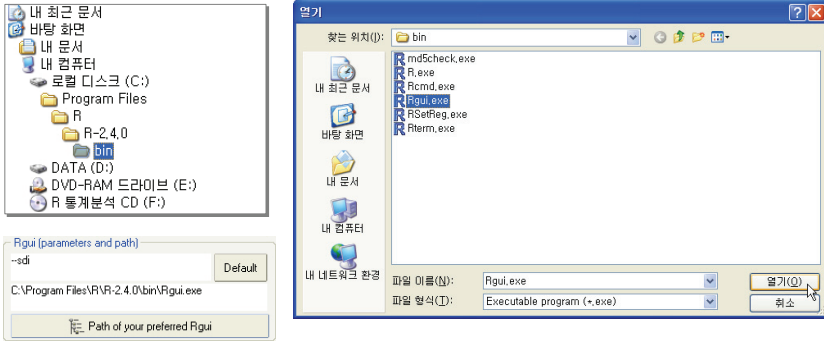 내 최근 문서
바탕 화면
내 문서
내 컴퓨터
로컬 디스크 (C:)
Program Files
R
R-2.4.0
bin
DATA (D:)
DVD-RAM 드라이브 (E:)
R 통계분석 CD (F:)
Rgui (parameters and path)
--sdi
Default
C:\Program Files\R\R-2.4.0\bin\Rgui.exe
Path of your preferred Rgui
열기
찾는 위치(I):
bin
내 최근 문서
바탕 화면
내 문서
내 컴퓨터
내 네트워크 환경
md5check.exe
R.exe
Rcmd.exe
Rgui.exe
RSetReg.exe
Rterm.exe
파일 이름(N):
Rgui.exe
열기(O)
파일 형식(T):
Executable program (*.exe)
취소